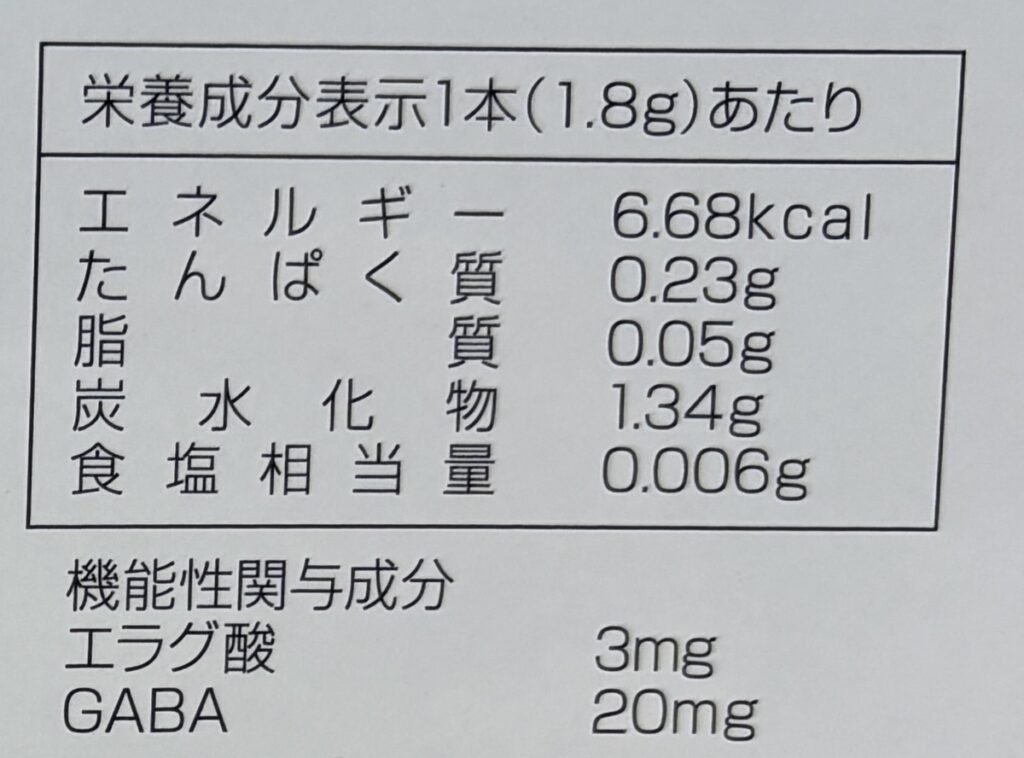 栄養成分表示1本(1.8g)あたり
エネルギー 6.68kcal
たんぱく質 0.23g
脂質 0.05g
炭水化物 1.34g
食塩相当量 0.006g
機能性関与成分
エラグ酸 3mg
GABA 20mg